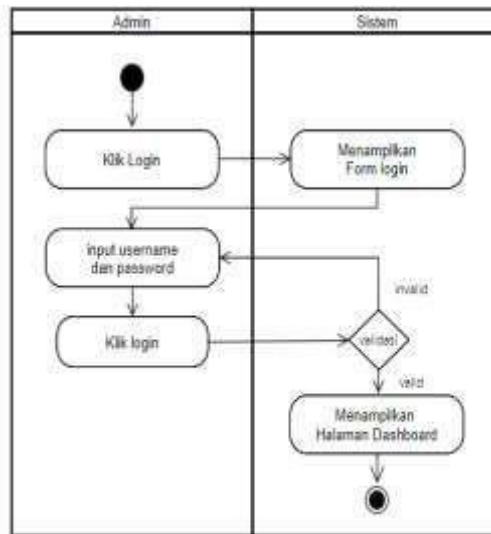 Admin
Sistem
Klik Login
Menampilkan
Form login
input username
dan password
invalid
Klik login
validasi
valid
Menampilkan
Halaman Dashboard